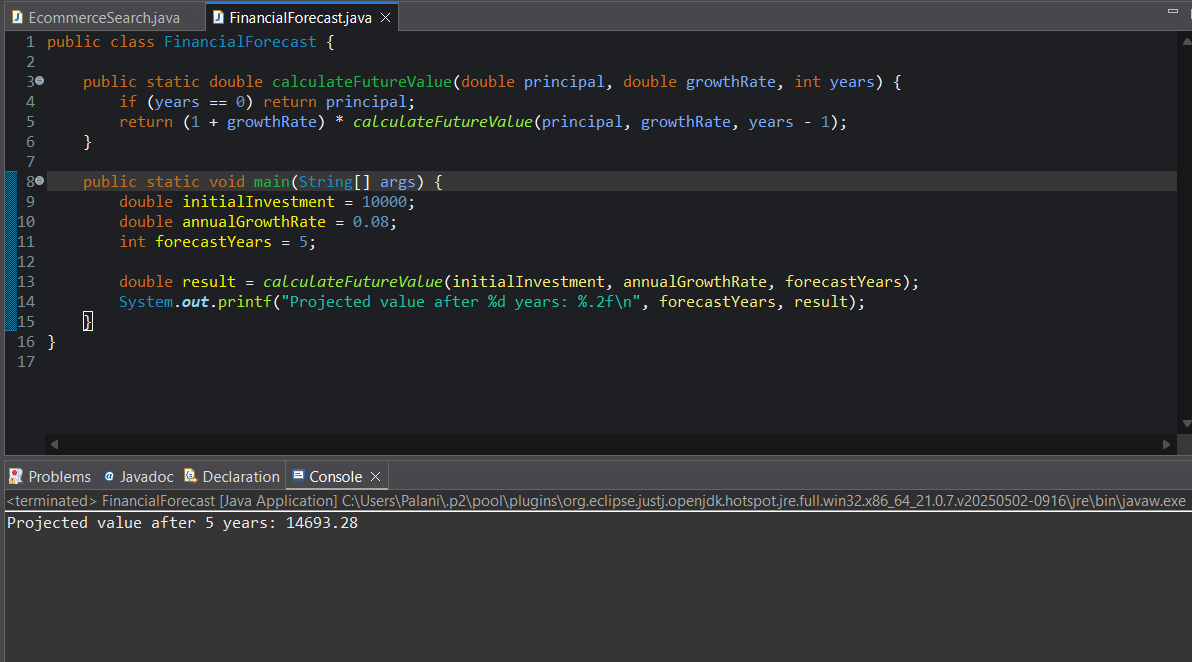 EcommerceSearch.java FinancialForecast.java
1 public class FinancialForecast {
2
3 public static double calculateFutureValue(double principal, double growthRate, int years) {
4 if (years == 0) return principal;
5 return (1 + growthRate) * calculateFutureValue(principal, growthRate, years - 1);
6 }
7
8 public static void main(String[] args) {
9 double initialInvestment = 10000;
10 double annualGrowthRate = 0.08;
11 int forecastYears = 5;
12
13 double result = calculateFutureValue(initialInvestment, annualGrowthRate, forecastYears);
14 System.out.printf("Projected value after %d years: %.2f\n", forecastYears, result);
15 }
16 }
17
Problems Javadoc Declaration Console
<terminated> FinancialForecast [Java Application] C:\Users\Palani\.p2\pool\plugins\org.eclipse.justj.openjdk.hotspot.jre.full.win32.x86_64_21.0.7.v20250502-0916\jre\bin\javaw.exe
Projected value after 5 years: 14693.28